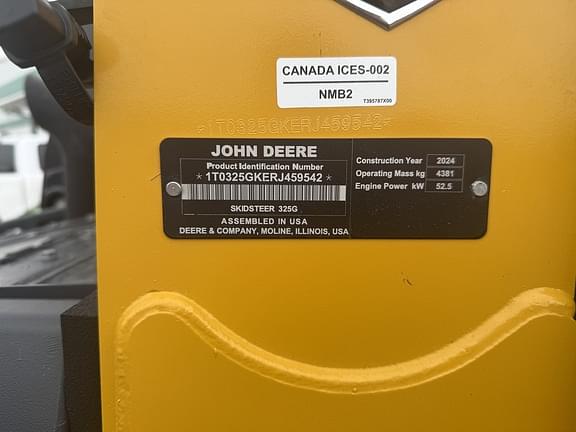 CANADA ICES-002
NMB2
T395787X00
*1T0325GKERJ459542*
JOHN DEERE
Product Identification Number
*1T0325GKERJ459542*
SKIDSTEER 325G
ASSEMBLED IN USA
DEERE & COMPANY, MOLINE, ILLINOIS, USA
Construction Year 2024
Operating Mass kg 4381
Engine Power kW 52.5